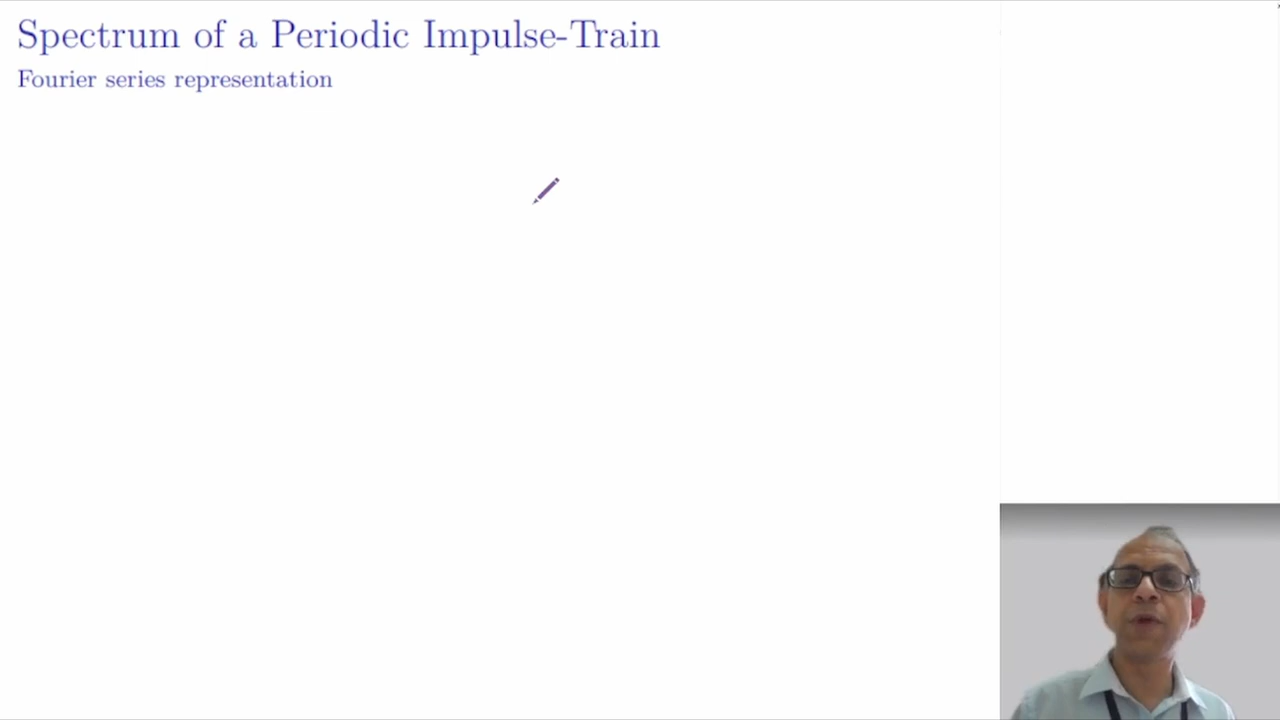 Spectrum of a Periodic Impulse-Train
Fourier series representation